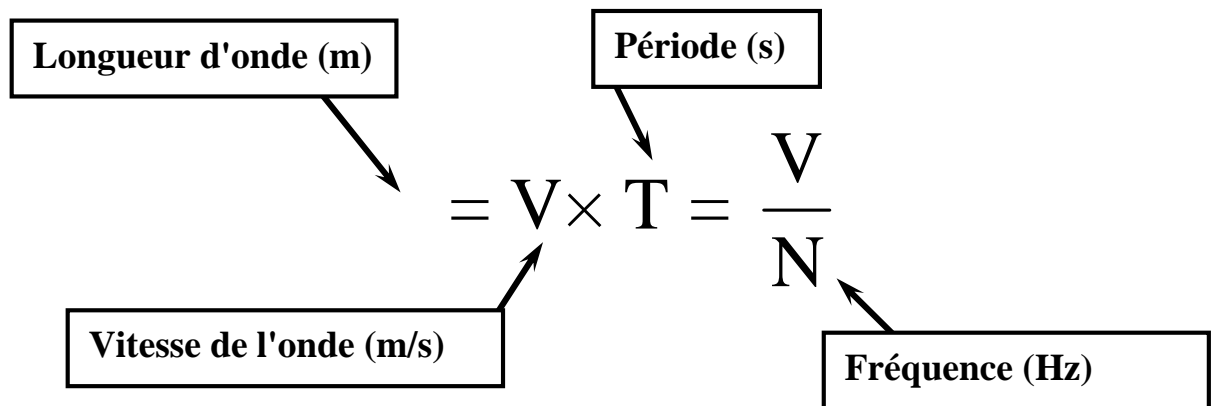 Longueur d'onde (m)
Période (s)
= V × T = V / N
Vitesse de l'onde (m/s)
Fréquence (Hz)